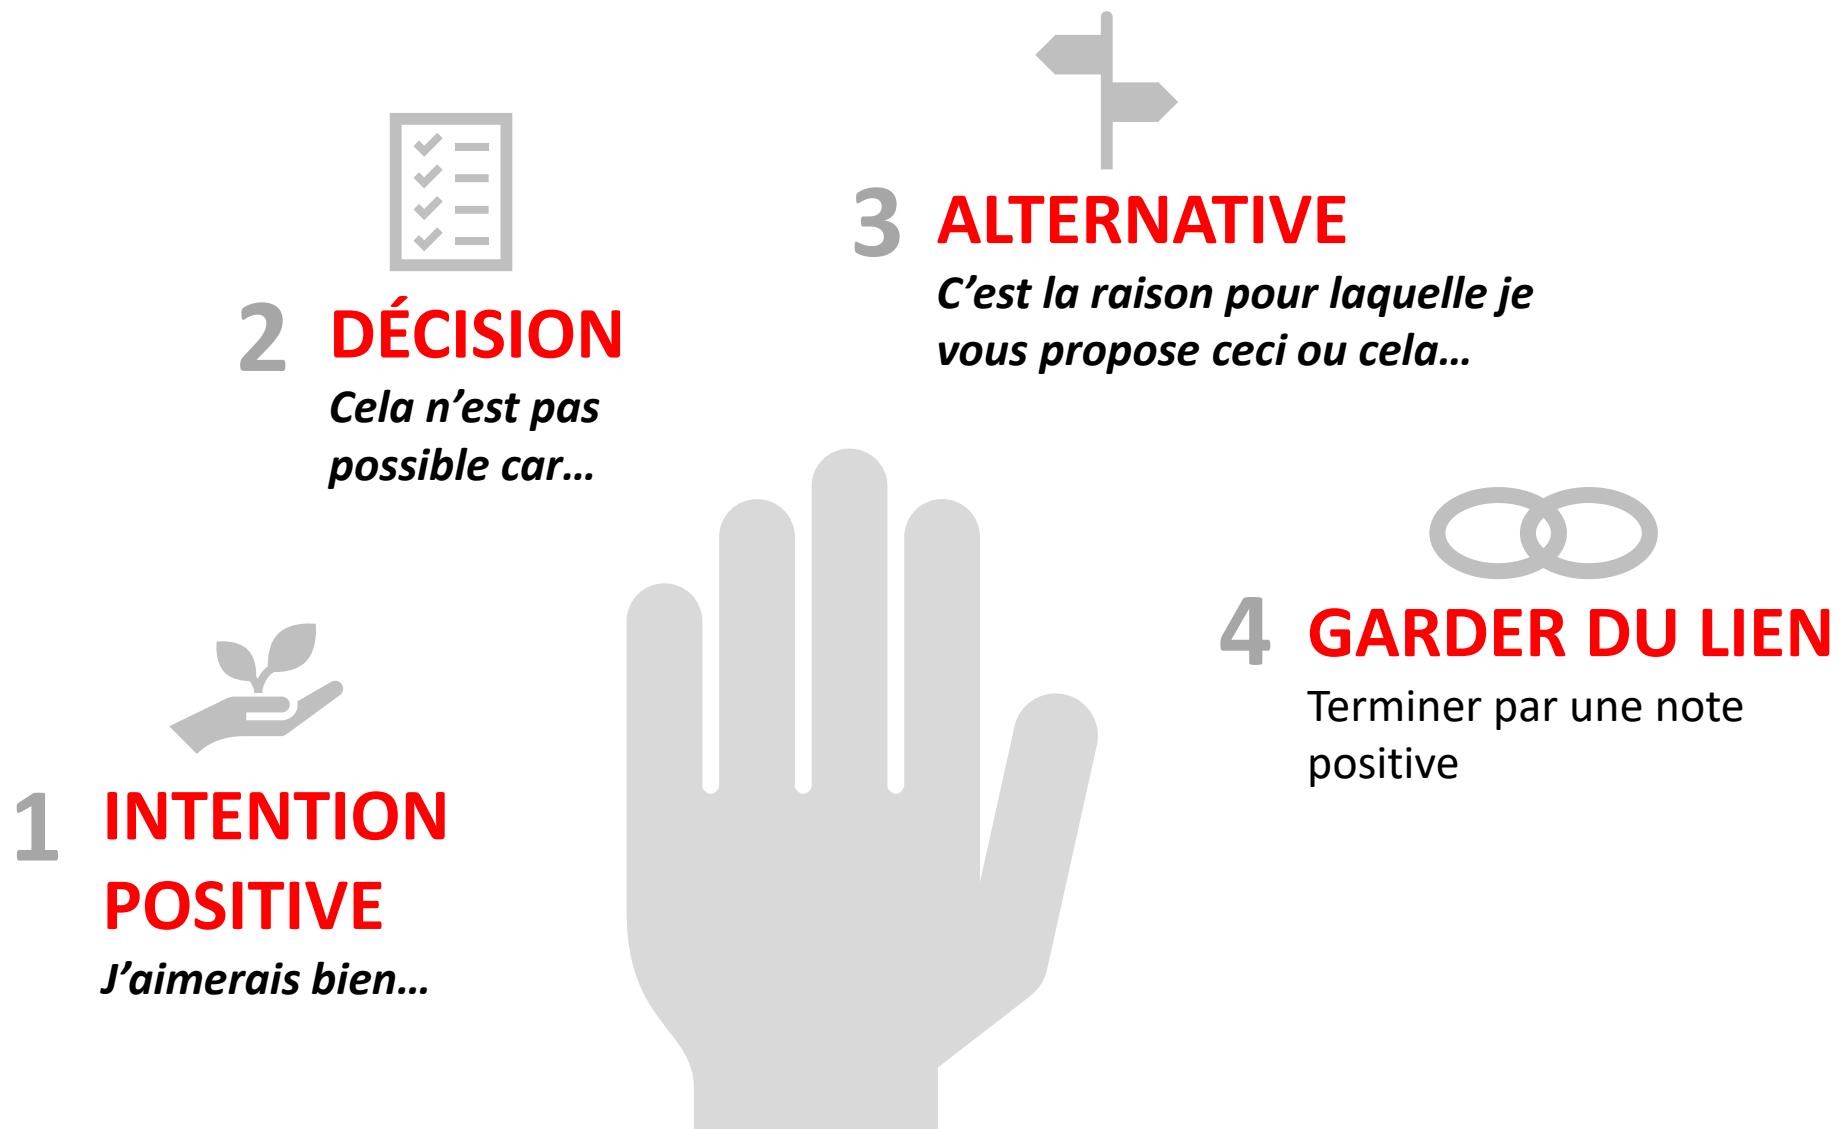 1 INTENTION
POSITIVE
J’aimerais bien…
2 DÉCISION
Cela n’est pas
possible car…
3 ALTERNATIVE
C’est la raison pour laquelle je
vous propose ceci ou cela…
4 GARDER DU LIEN
Terminer par une note
positive